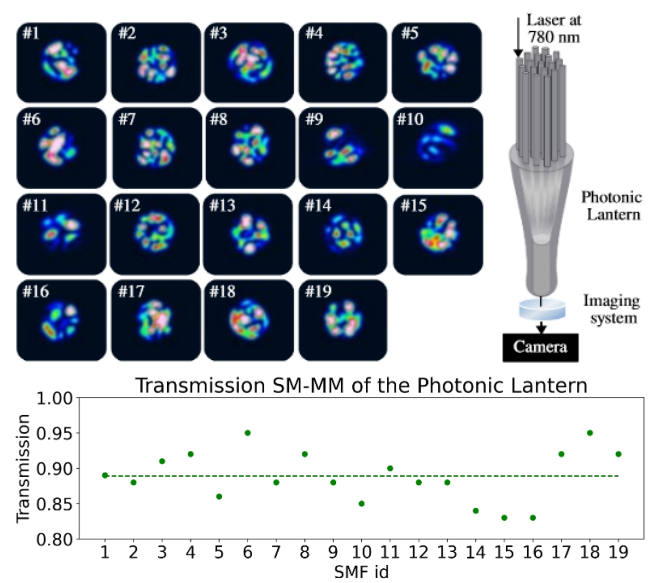 #1 #2 #3 #4 #5
#6 #7 #8 #9 #10
#11 #12 #13 #14 #15
#16 #17 #18 #19
Laser at
780 nm
Photonic
Lantern
Imaging
system
Camera
Transmission SM-MM of the Photonic Lantern
Transmission
1.00
0.95
0.90
0.85
0.80
1 2 3 4 5 6 7 8 9 10 11 12 13 14 15 16 17 18 19
SMF id